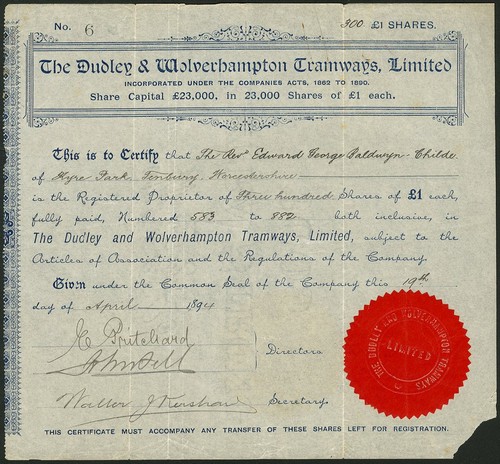 No. 6 300 £1 SHARES.
The Dudley & Wolverhampton Tramways, Limited
INCORPORATED UNDER THE COMPANIES ACTS, 1862 TO 1890.
Share Capital £23,000, in 23,000 Shares of £1 each.
This is to Certify that The Revd Edward George Baldwyn-Childe
of Kyre Park Tenbury, Worcestershire
is the Registered Proprietor of Three hundred Shares of £1 each,
fully paid, Numbered 583 to 882 both inclusive, in
The Dudley and Wolverhampton Tramways, Limited, subject to the
Articles of Association and the Regulations of the Company.
Given under the Common Seal of the Company this 19th
day of April 1894
E Pritchard
Directors
Walter J
Secretary.
THE DUDLEY AND WOLVERHAMPTON TRAMWAYS
LIMITED
THIS CERTIFICATE MUST ACCOMPANY ANY TRANSFER OF THESE SHARES LEFT FOR REGISTRATION.